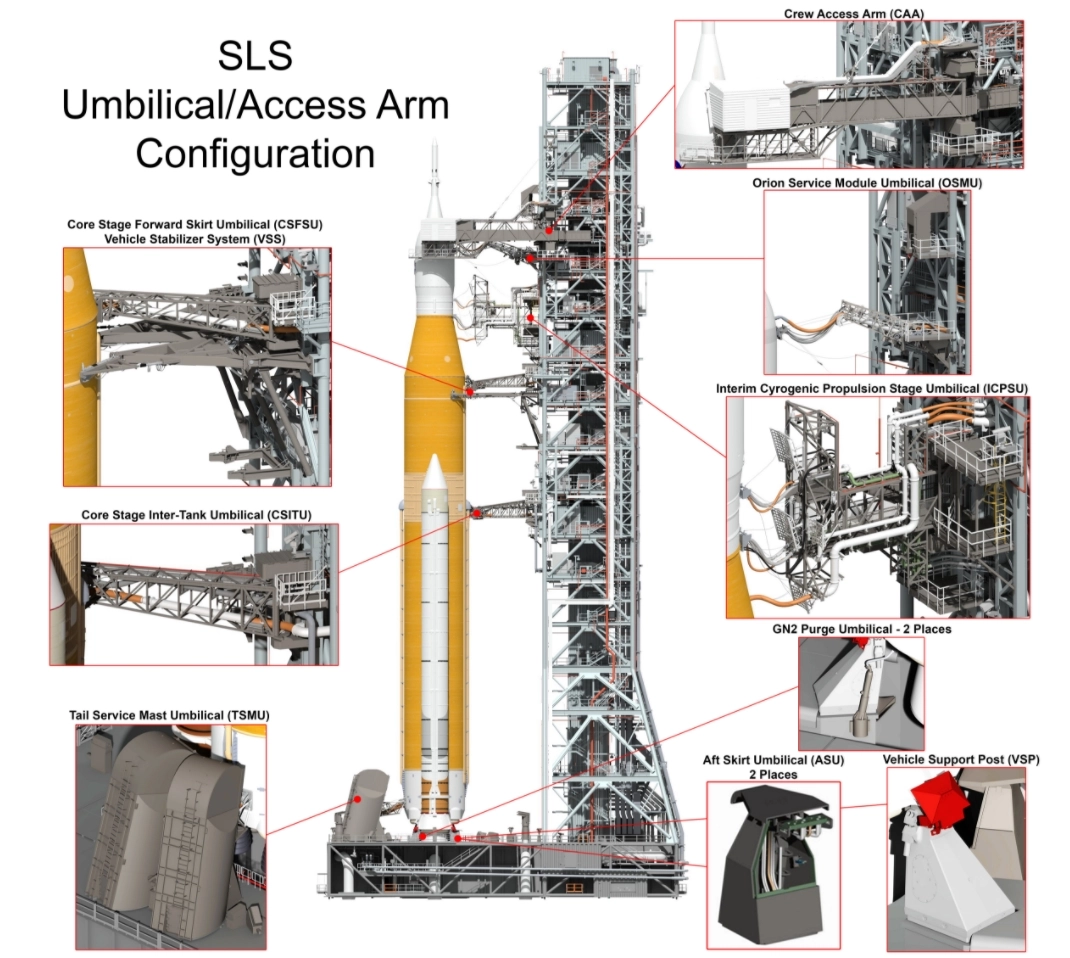 SLS
Umbilical/Access Arm
Configuration
Crew Access Arm (CAA)
Orion Service Module Umbilical (OSMU)
Core Stage Forward Skirt Umbilical (CSFSU)
Vehicle Stabilizer System (VSS)
Interim Cyrogenic Propulsion Stage Umbilical (ICPSU)
Core Stage Inter-Tank Umbilical (CSITU)
GN2 Purge Umbilical - 2 Places
Tail Service Mast Umbilical (TSMU)
Aft Skirt Umbilical (ASU)
2 Places
Vehicle Support Post (VSP)